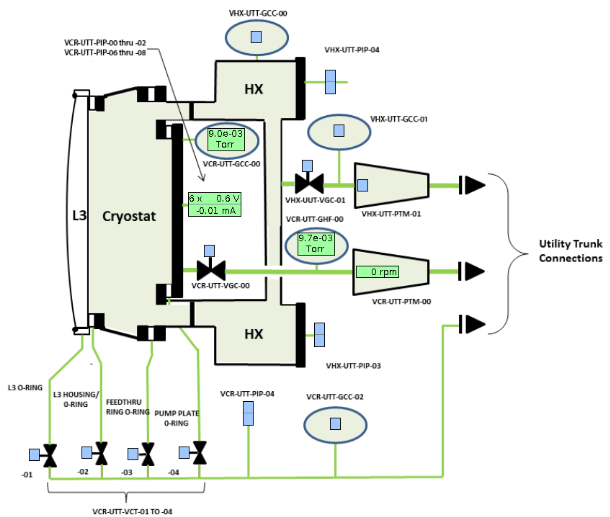 VHX-UTT-GCC-00
VCR-UTT-PIP-00 thru -02
VCR-UTT-PIP-06 thru -08
VHX-UTT-PIP-04
HX
VHX-UTT-GCC-01
9.0e-03
Torr
VCR-UTT-GCC-00
VHX-UUT-VGC-01
VHX-UTT-PTM-01
6 x 0.6 V
-0.01 mA
L3
Cryostat
VCR-UTT-GHF-00
9.7e-03
Torr
Utility Trunk
Connections
0 rpm
VCR-UTT-VGC-00
VCR-UTT-PTM-00
HX
VHX-UTT-PIP-03
L3 O-RING
L3 HOUSING/
O-RING
FEEDTHRU
RING O-RING
PUMP PLATE
O-RING
VCR-UTT-PIP-04
VCR-UTT-GCC-02
-01
-02
-03
-04
VCR-UTT-VCT-01 TO -04